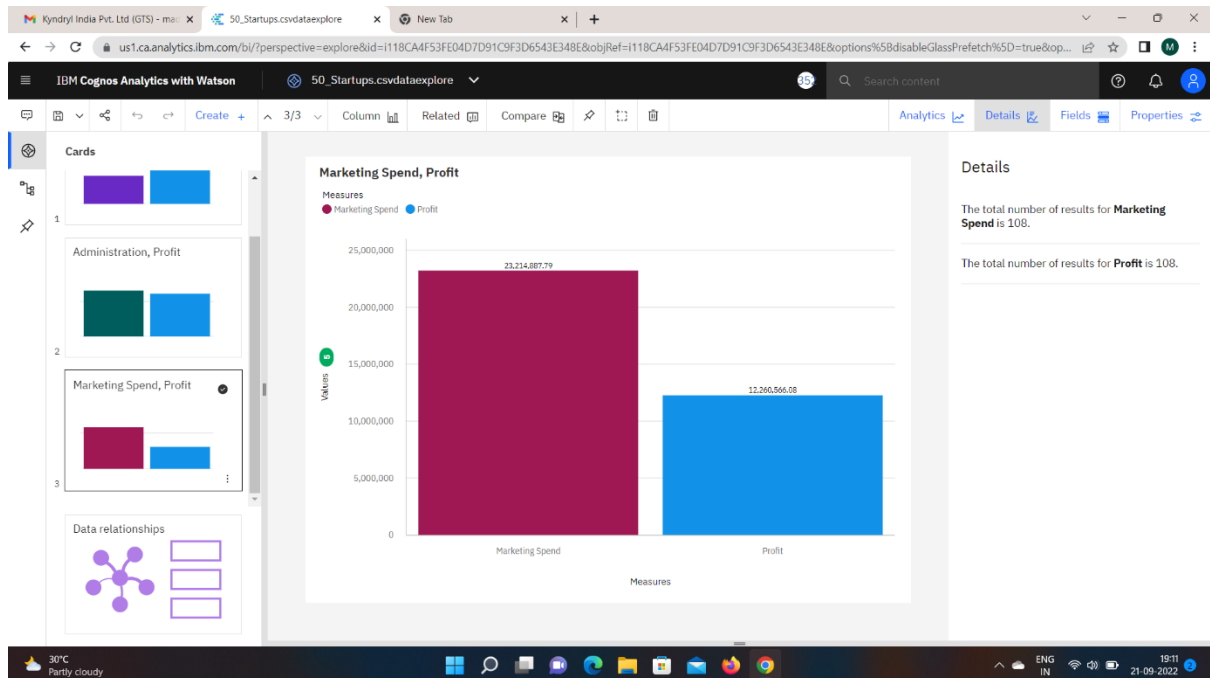 Kyndryl India Pvt. Ltd (GTS) - mac
50_Startups.csvdataexplore
New Tab
us1.ca.analytics.ibm.com/bi/?perspective=explore&id=i118CA4F53FE04D7D91C9F3D6543E348E&objRef=i118CA4F53FE04D7D91C9F3D6543E348E&options%5BdisableGlassPrefetch%5D=true&op...
M
IBM Cognos Analytics with Watson
50_Startups.csvdataexplore
Search content
Create +
3/3
Column
Related
Compare
Analytics
Details
Fields
Properties
Cards
1
Administration, Profit
2
Marketing Spend, Profit
3
Data relationships
Marketing Spend, Profit
Measures
Marketing Spend
Profit
25,000,000
20,000,000
15,000,000
10,000,000
5,000,000
0
Values
5
23,214,887.79
12,260,566.08
Marketing Spend
Profit
Measures
Details
The total number of results for Marketing
Spend is 108.
The total number of results for Profit is 108.
30°C
Partly cloudy
ENG
IN
19:11
21-09-2022
2